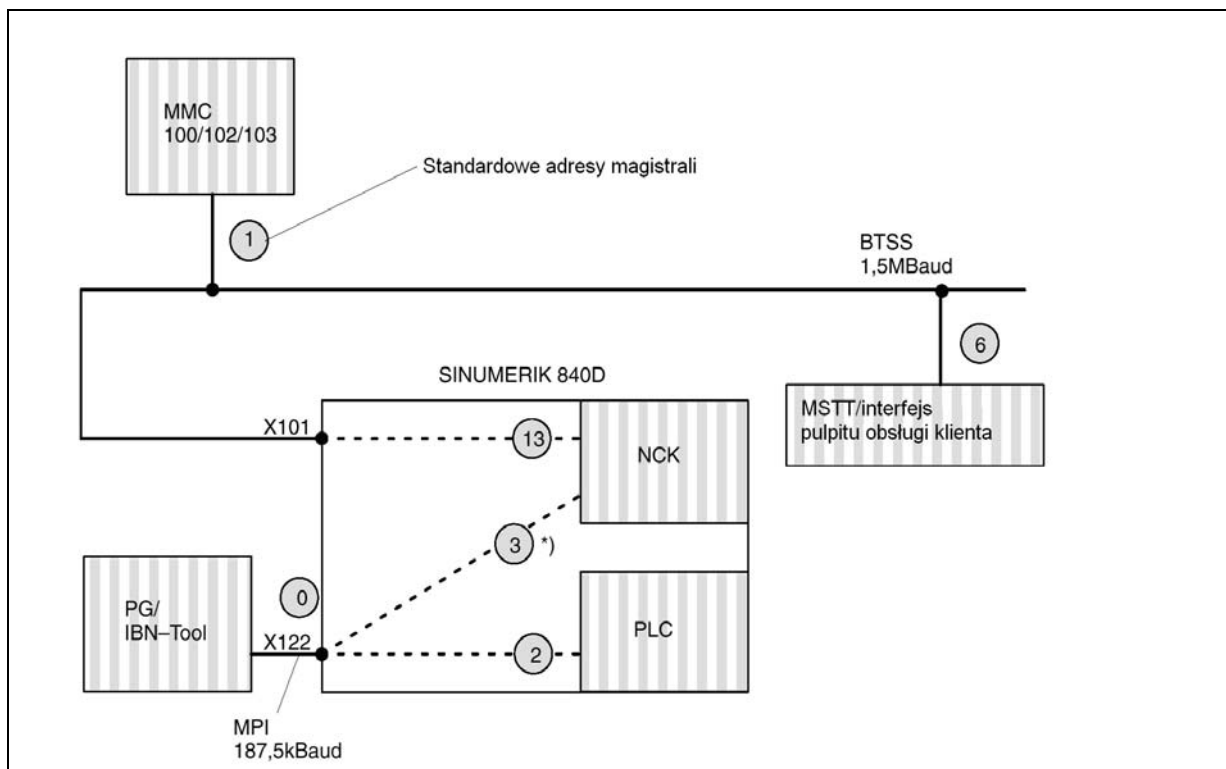 MMC
100/102/103
Standardowe adresy magistrali
1
BTSS
1,5MBaud
6
SINUMERIK 840D
MSTT/interfejs
pulpitu obsługi klienta
X101
13
NCK
3 *)
PG/
IBN–Tool
0
X122
2
PLC
MPI
187,5kBaud